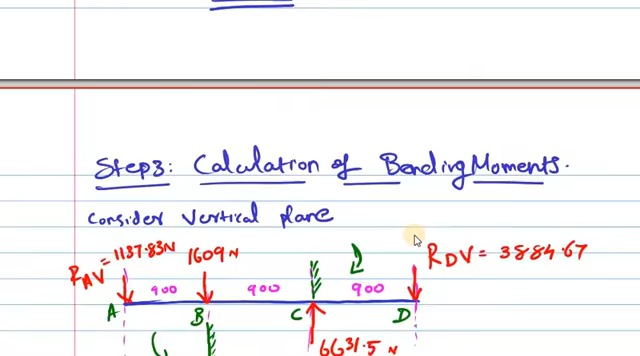 Step3: Calculation of Bending Moments.
Consider vertical plane
RAV = 1137.83N 1609 N RDV = 3884.67
900 900 900
A B C D
6631.5 N